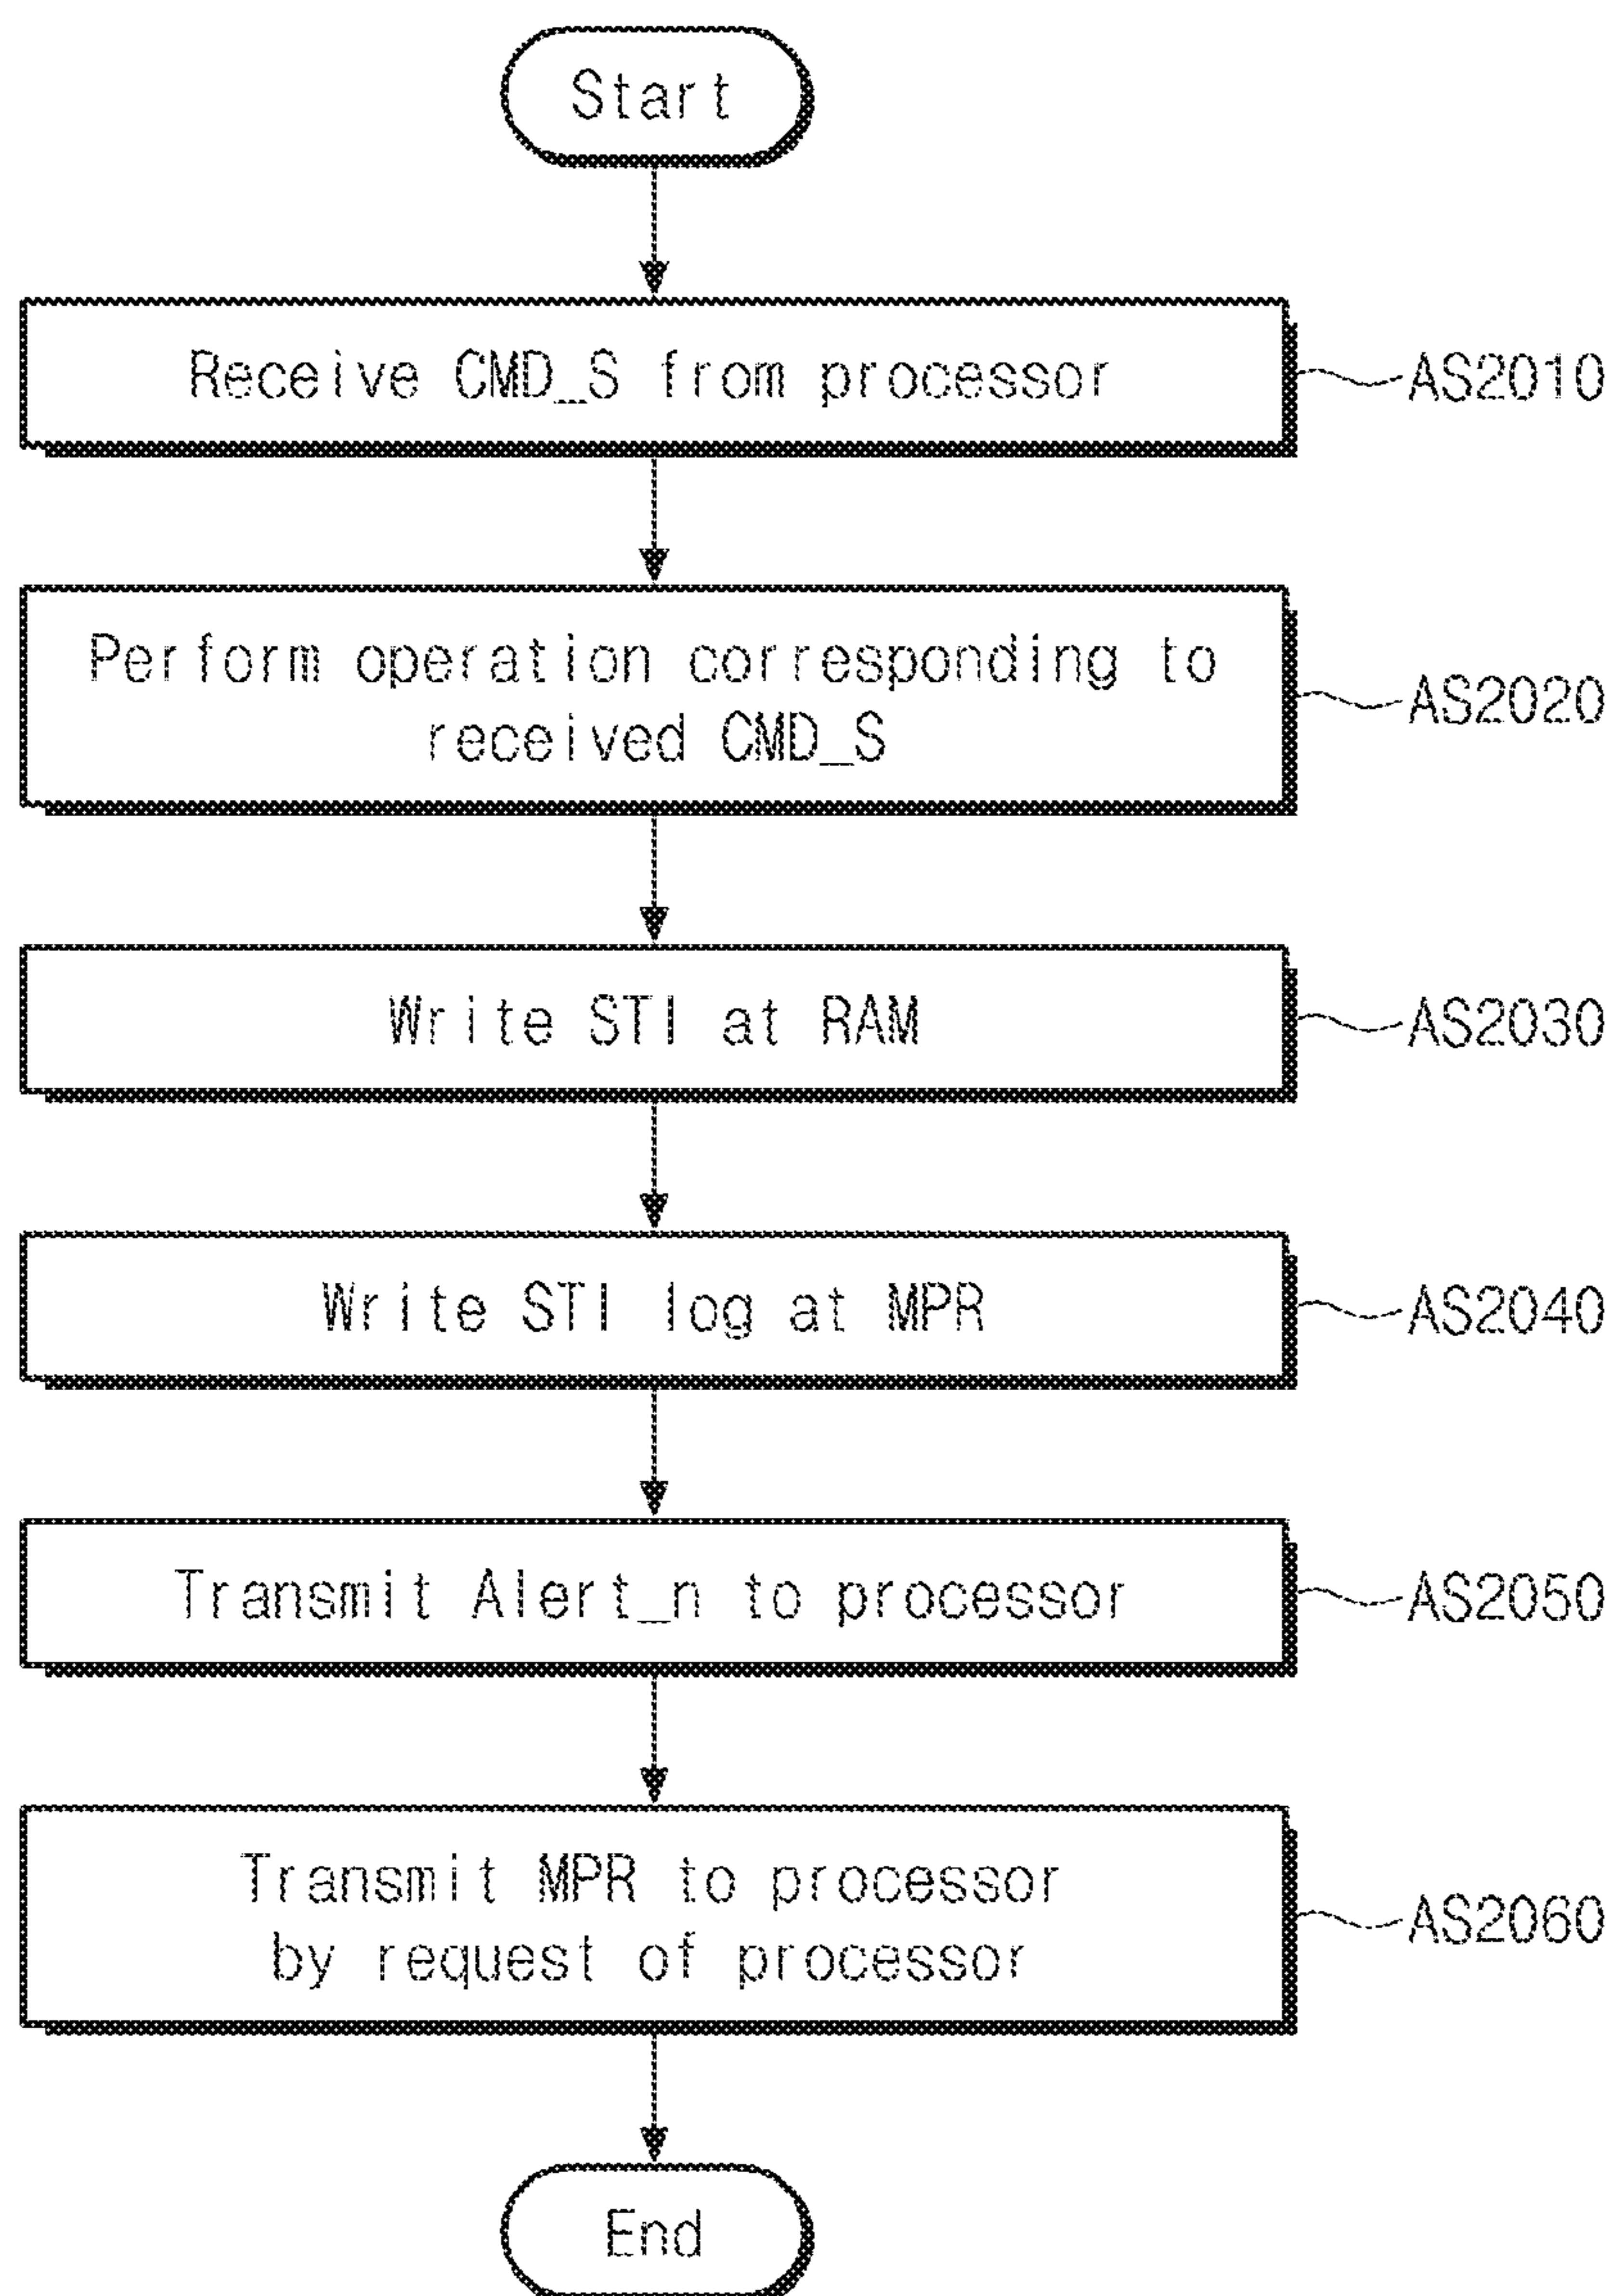 Start
Receive CMD_S from processor
AS2010
Perform operation corresponding to
received CMD_S
AS2020
Write STI at RAM
AS2030
Write STI log at MPR
AS2040
Transmit Alert_n to processor
AS2050
Transmit MPR to processor
by request of processor
AS2060
End